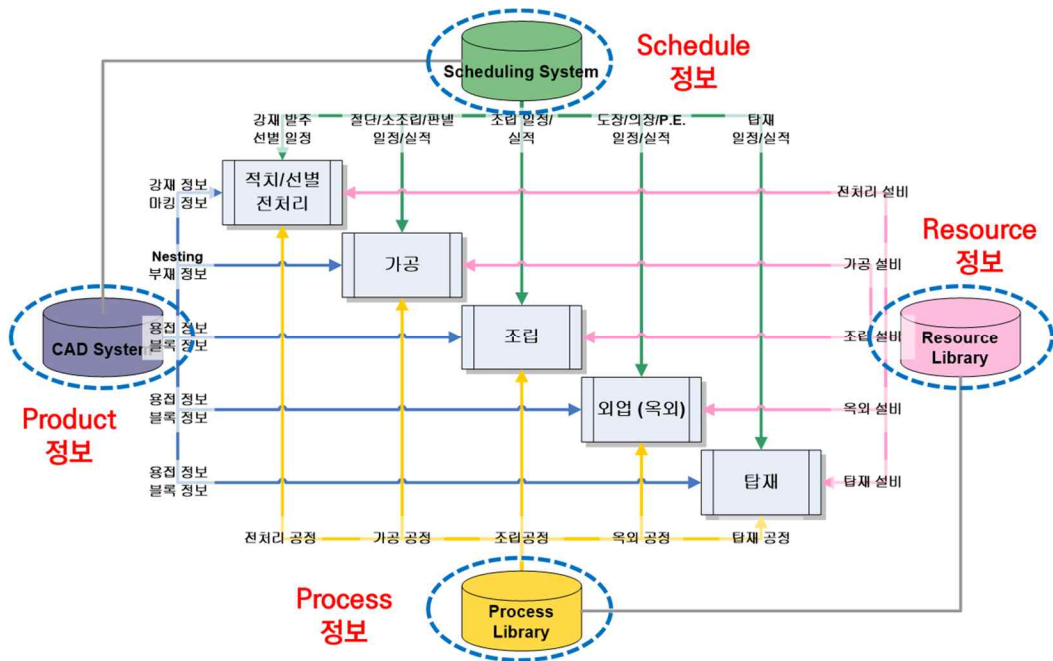 Scheduling System
Schedule
정보
강재 발주
선별 일정
절단/소조립/판넬
일정/실적
조립 일정/
실적
도장/의장/P.E.
일정/실적
탑재
일정/실적
강재 정보
마킹 정보
적치/선별
전처리
전처리 설비
Nesting
부재 정보
가공
가공 설비
Resource
정보
CAD System
용접 정보
블록 정보
조립
조립 설비
Resource
Library
Product
정보
용접 정보
블록 정보
외업 (옥외)
옥외 설비
용접 정보
블록 정보
탑재
탑재 설비
전처리 공정
가공 공정
조립공정
옥외 공정
탑재 공정
Process
정보
Process
Library